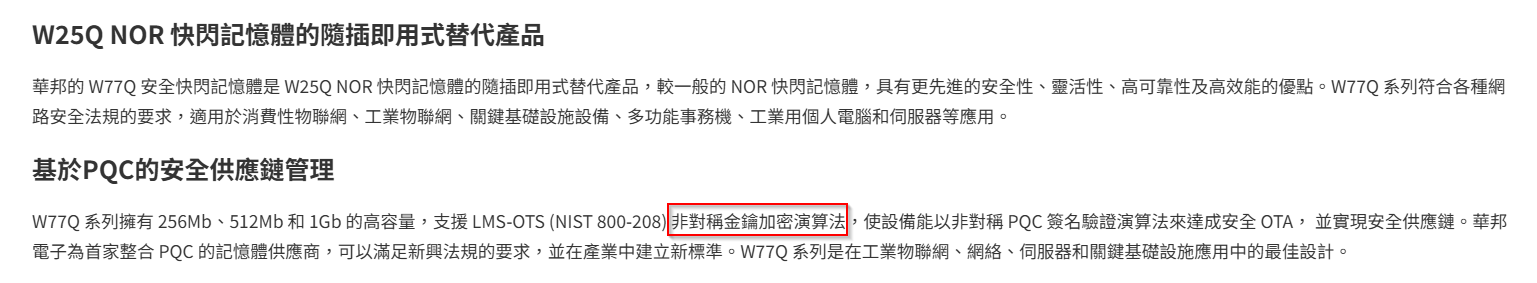 W25Q NOR 快閃記憶體的隨插即用式替代產品
華邦的 W77Q 安全快閃記憶體是 W25Q NOR 快閃記憶體的隨插即用式替代產品，較一般的 NOR 快閃記憶體，具有更先進的安全性、靈活性、高可靠性及高效能的優點。W77Q 系列符合各種網
路安全法規的要求，適用於消費性物聯網、工業物聯網、關鍵基礎設施設備、多功能事務機、工業用個人電腦和伺服器等應用。
基於PQC的安全供應鏈管理
W77Q 系列擁有 256Mb、512Mb 和 1Gb 的高容量，支援 LMS-OTS (NIST 800-208) 非對稱金鑰加密演算法，使設備能以非對稱 PQC 簽名驗證演算法來達成安全 OTA， 並實現安全供應鏈。華邦
電子為首家整合 PQC 的記憶體供應商，可以滿足新興法規的要求，並在產業中建立新標準。W77Q 系列是在工業物聯網、網絡、伺服器和關鍵基礎設施應用中的最佳設計。